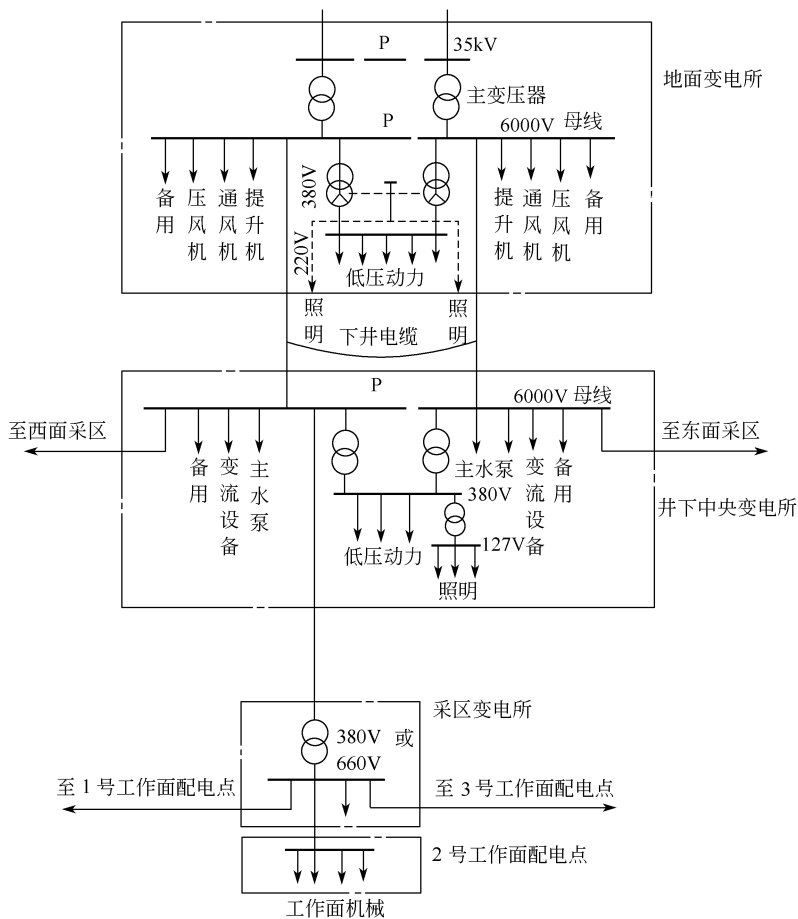 P
35kV
地面变电所
主变压器
P
6000V 母线
备用
压风机
通风机
提升机
380V
220V
提升机
通风机
压风机
备用
低压动力
照明
照明
下井电缆
P
6000V 母线
至西面采区
至东面采区
备用
变流设备
主水泵
主水泵
变流设备
备用
380V
井下中央变电所
低压动力
127V
照明
采区变电所
380V 或
660V
至 1 号工作面配电点
至 3 号工作面配电点
2 号工作面配电点
工作面机械